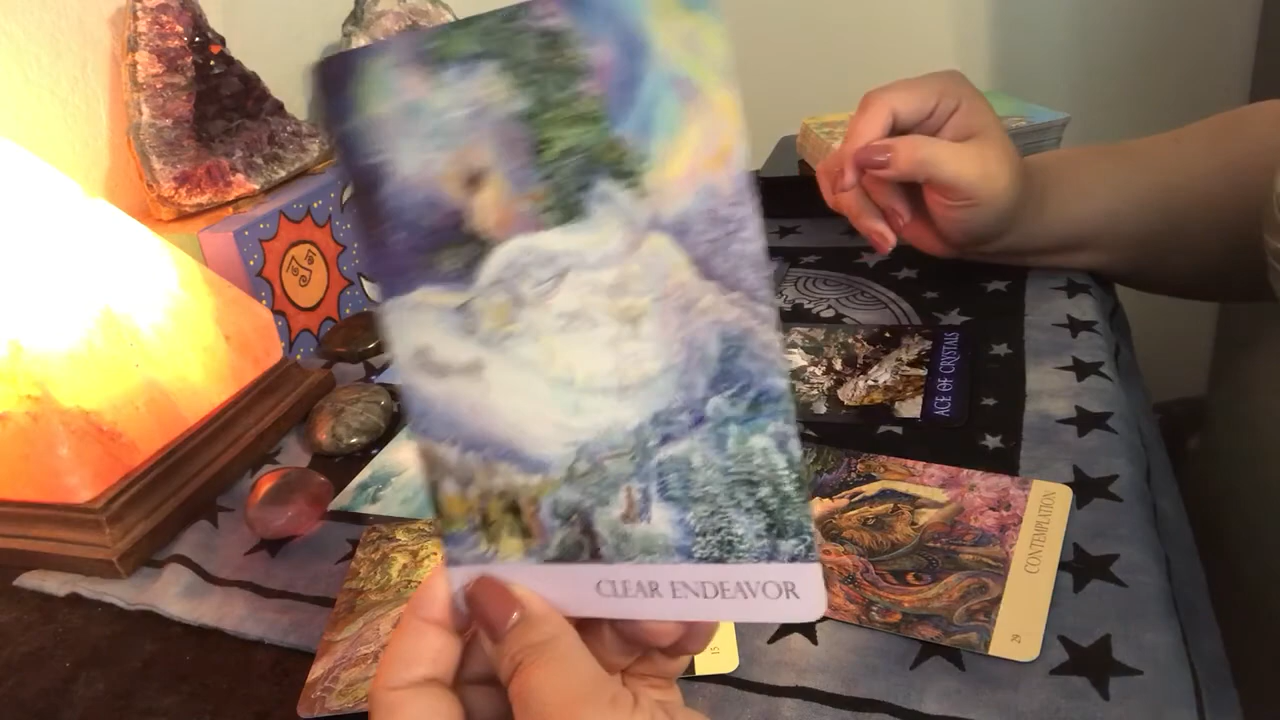 CLEAR ENDEAVOR
ACE OF CRYSTALS
CONTEMPLATION
29
15